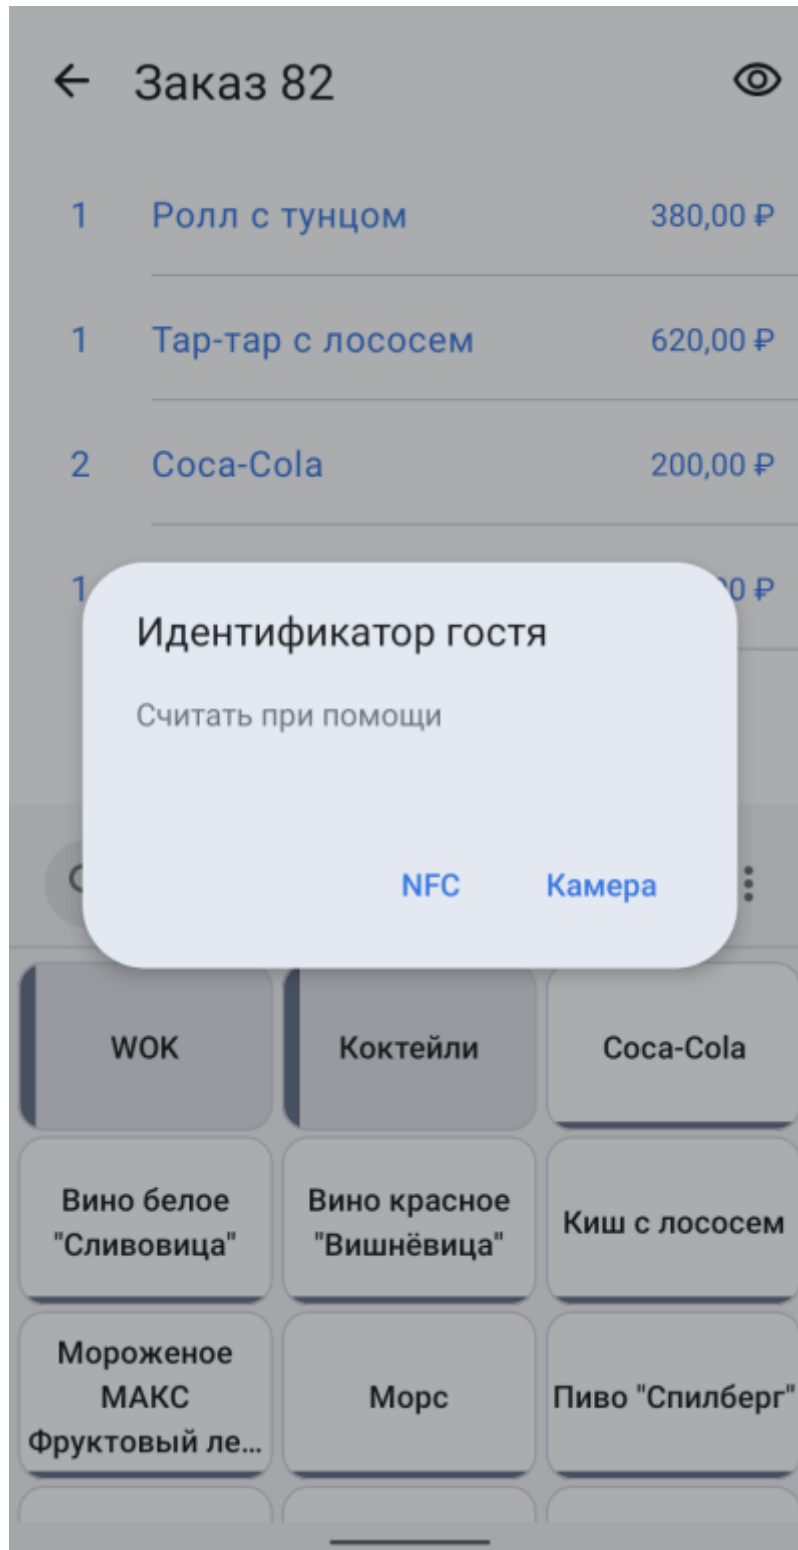 Заказ 82
1 Ролл с тунцом 380,00 ₽
1 Тар-тар с лососем 620,00 ₽
2 Coca-Cola 200,00 ₽
1 0 ₽
Идентификатор гостя
Считать при помощи
NFC Камера
WOK Коктейли Coca-Cola
Вино белое
"Сливовица"
Вино красное
"Вишнёвица"
Киш с лососем
Мороженое
МАКС
Фруктовый ле...
Морс
Пиво "Спилберг"